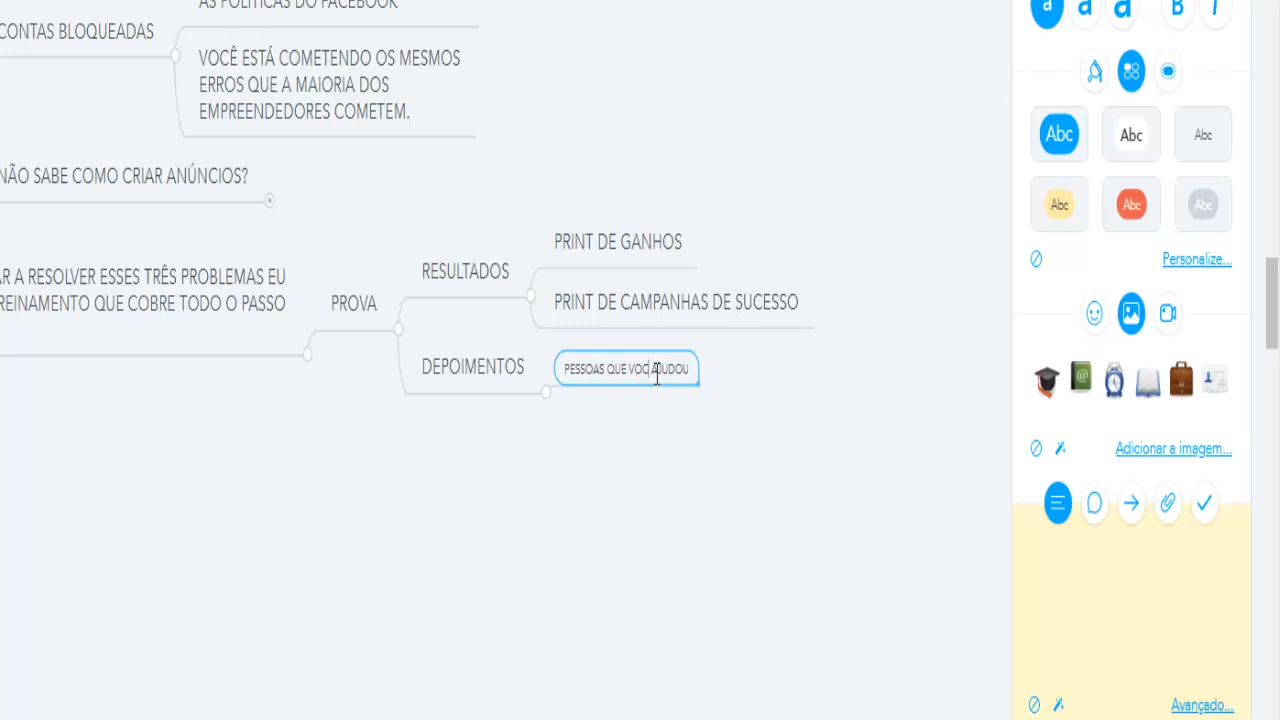 AS POLÍTICAS DO FACEBOOK
CONTAS BLOQUEADAS
VOCÊ ESTÁ COMETENDO OS MESMOS
ERROS QUE A MAIORIA DOS
EMPREENDEDORES COMETEM.
NÃO SABE COMO CRIAR ANÚNCIOS?
PRINT DE GANHOS
RESULTADOS
PRINT DE CAMPANHAS DE SUCESSO
AR A RESOLVER ESSES TRÊS PROBLEMAS EU
REINAMENTO QUE COBRE TODO O PASSO
PROVA
DEPOIMENTOS
PESSOAS QUE VOC AJUDOU
a a a B I
Abc Abc Abc
Abc Abc Abc
Personalize...
Adicionar a imagem...
Avançado...